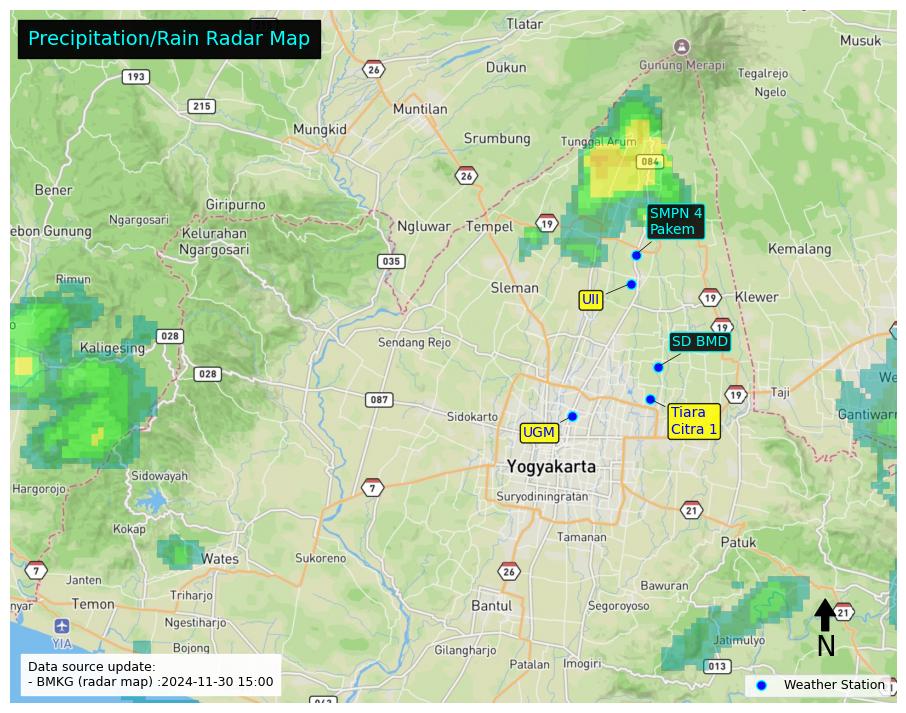 Precipitation/Rain Radar Map
Tlatar
Musuk
26
Dukun
Gunung Merapi
Tegalrejo
193
Ngelo
215
Muntilan
Mungkid
Srumbung
Tunggal Arum
084
26
Bener
Giripurno
SMPN 4
Pakem
Ngargosari
ebon Gunung
Kelurahan
Ngargosari
Ngluwar
Tempel
19
Kemalang
035
Rimun
Sleman
UII
19
Klewer
19
028
Kaligesing
Sendang Rejo
SD BMD
028
087
19
Taji
Gantiwarn
Sidokarto
UGM
Tiara
Citra 1
Yogyakarta
Sidowayah
Hargorojo
7
Suryodiningratan
21
Kokap
Tamanan
Patuk
Wates
Sukoreno
7
26
Janten
Bawuran
Temon
Triharjo
Bantul
Segoroyoso
21
Ngestiharjo
YIA
Jatimulyo
N
Bojong
Gilangharjo
Patalan
Imogiri
013
Data source update:
- BMKG (radar map) :2024-11-30 15:00
Weather Station